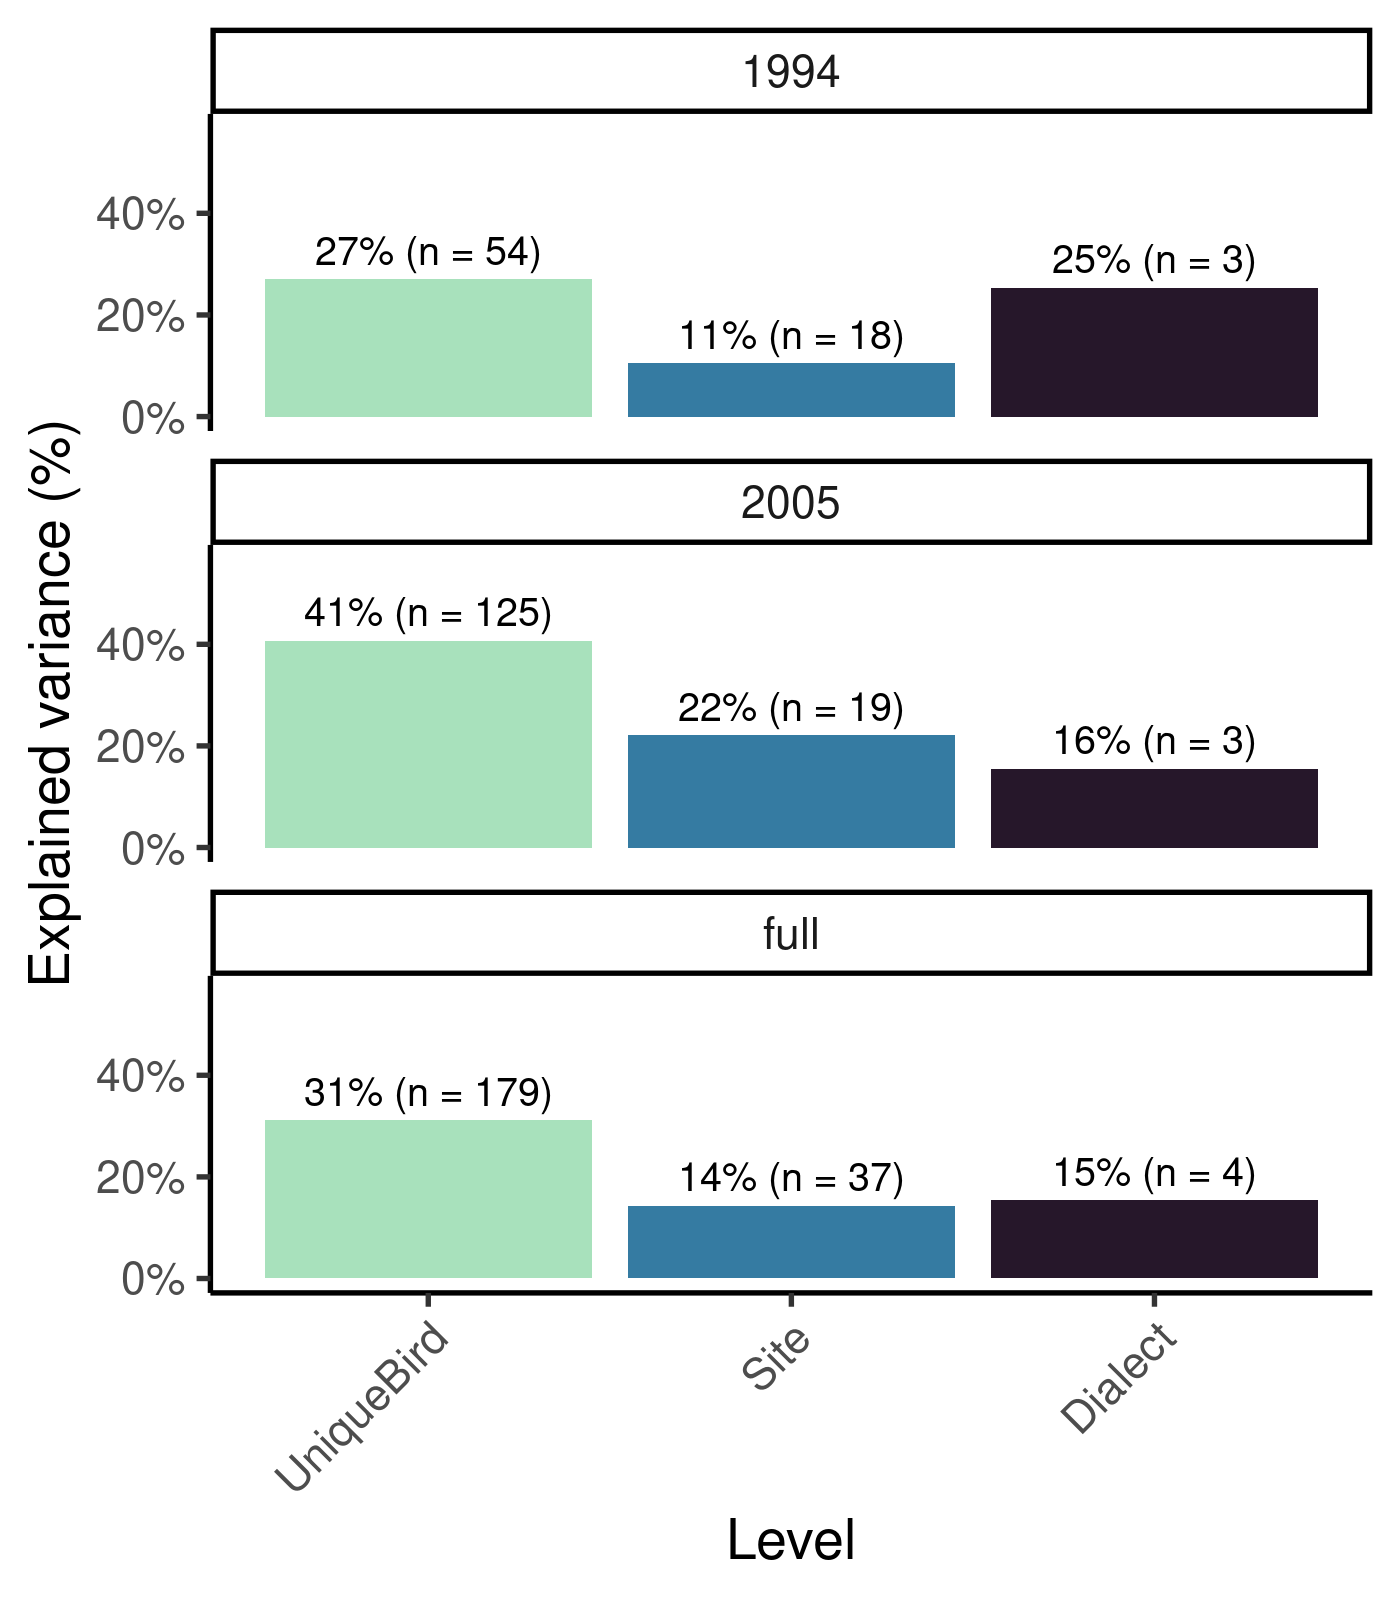 1994
40%
20%
0%
27% (n = 54)
11% (n = 18)
25% (n = 3)
2005
40%
20%
0%
41% (n = 125)
22% (n = 19)
16% (n = 3)
full
40%
20%
0%
31% (n = 179)
14% (n = 37)
15% (n = 4)
Explained variance (%)
UniqueBird
Site
Dialect
Level